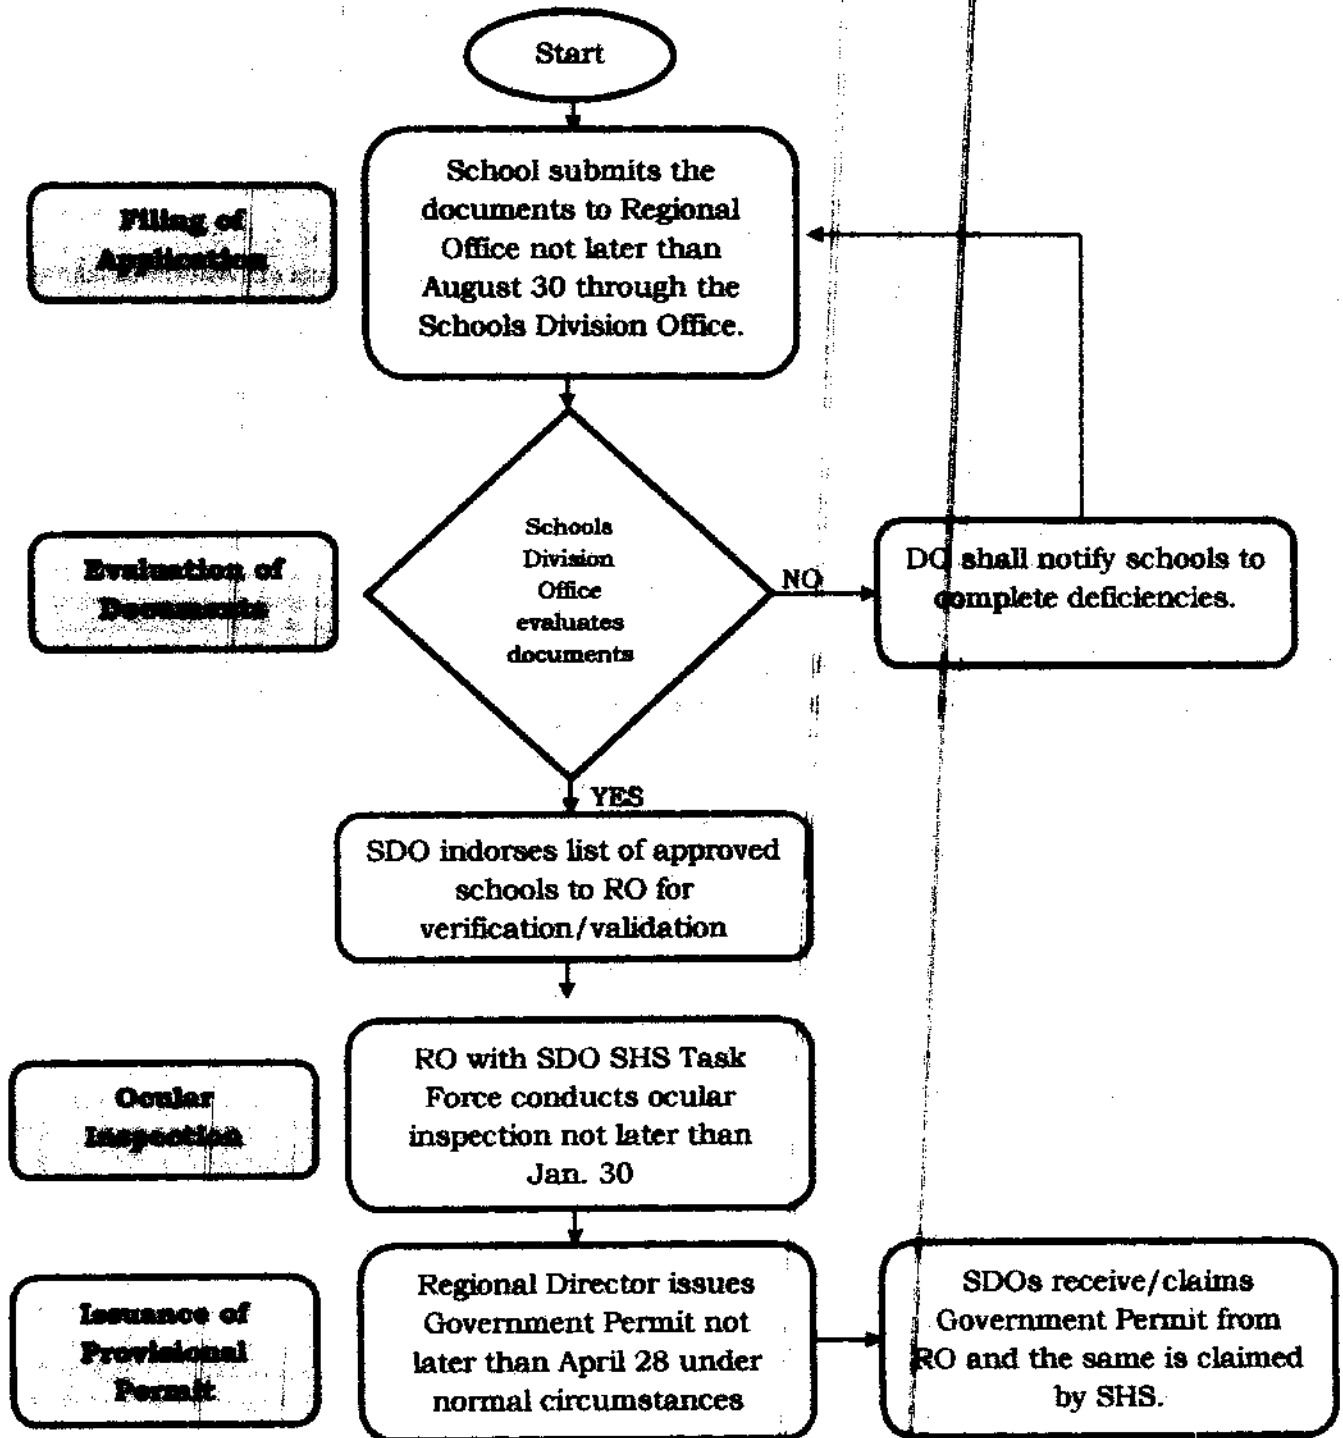 Start
School submits the
documents to Regional
Office not later than
August 30 through the
Schools Division Office.
Filing of
Application
Schools
Division
Office
evaluates
documents
Evaluation of
Documents
NO
DO shall notify schools to
complete deficiencies.
YES
SDO indorses list of approved
schools to RO for
verification/validation
RO with SDO SHS Task
Force conducts ocular
inspection not later than
Jan. 30
Ocular
Inspection
Regional Director issues
Government Permit not
later than April 28 under
normal circumstances
Issuance of
Provisional
Permit
SDOs receive/claims
Government Permit from
RO and the same is claimed
by SHS.